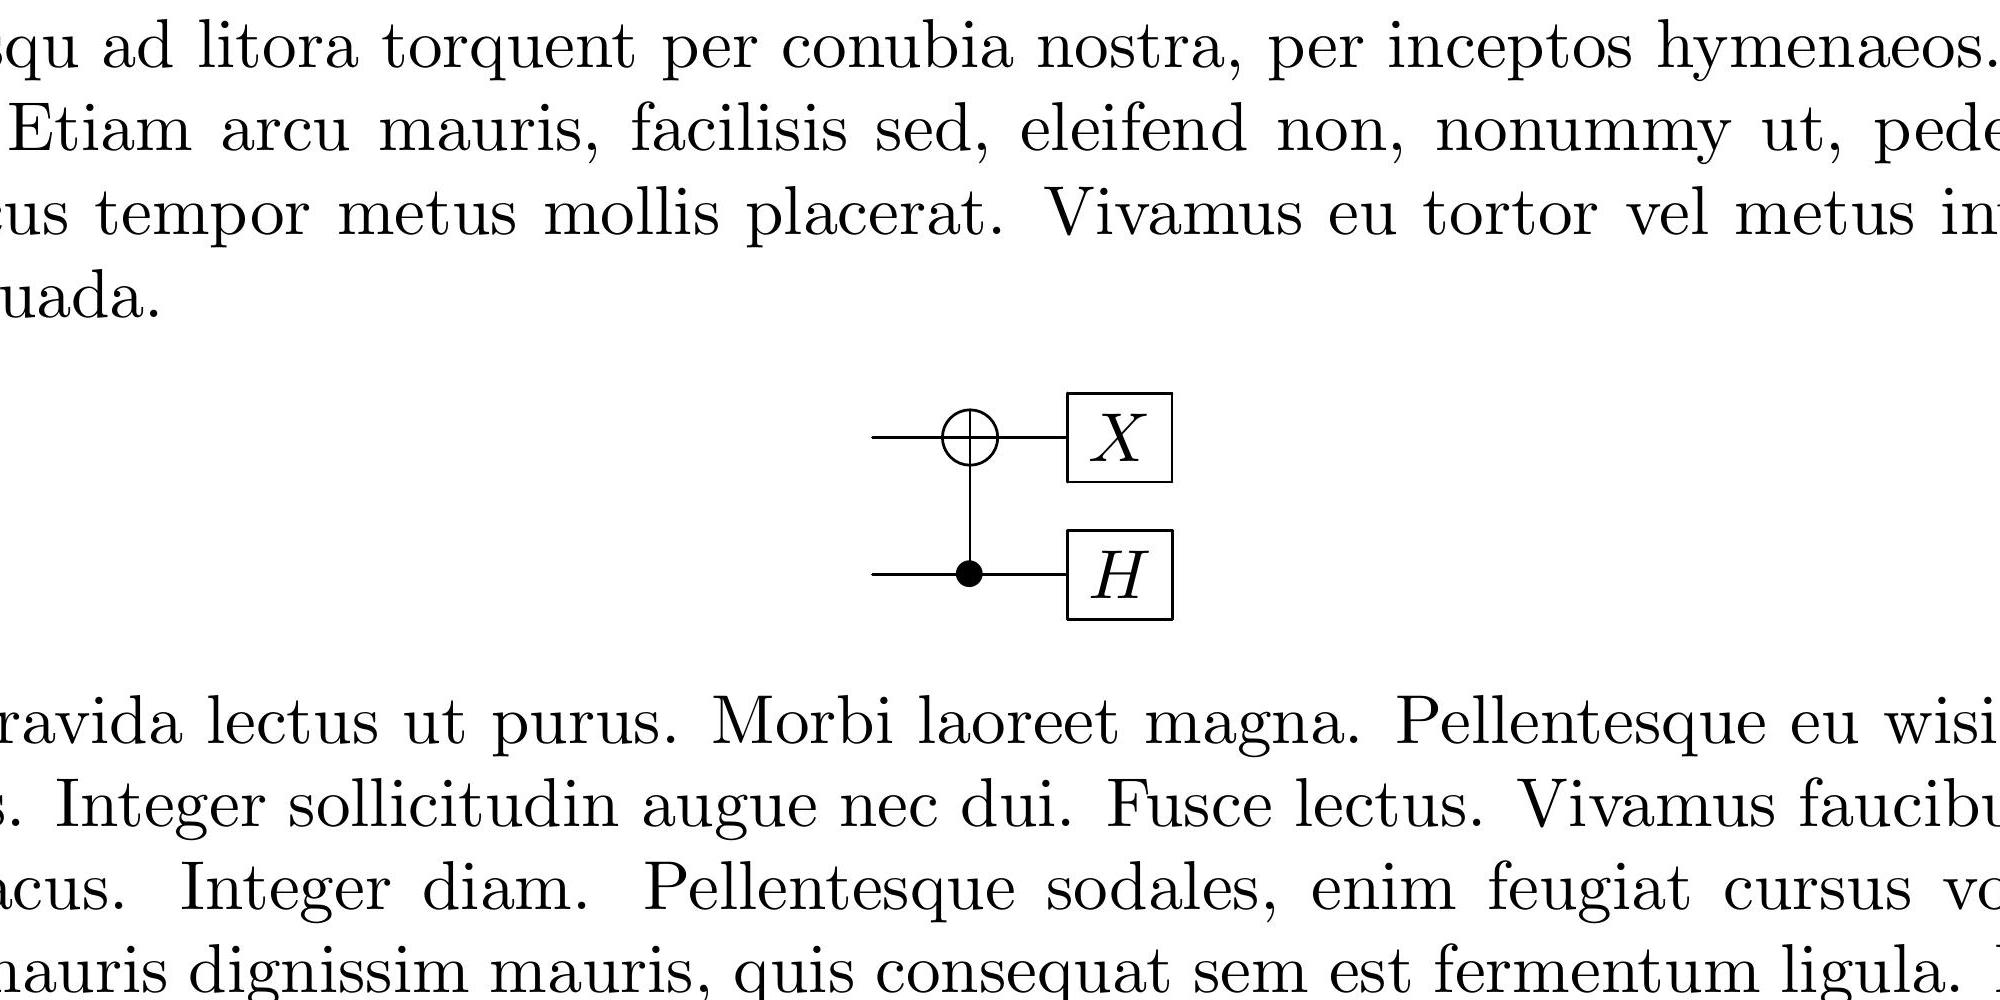 squ ad litora torquent per conubia nostra, per inceptos hymenaeos.
Etiam arcu mauris, facilisis sed, eleifend non, nonummy ut, pede
cus tempor metus mollis placerat. Vivamus eu tortor vel metus in
uada.
X
H
ravida lectus ut purus. Morbi laoreet magna. Pellentesque eu wisi
s. Integer sollicitudin augue nec dui. Fusce lectus. Vivamus faucibu
acus. Integer diam. Pellentesque sodales, enim feugiat cursus vo
mauris dignissim mauris, quis consequat sem est fermentum ligula.